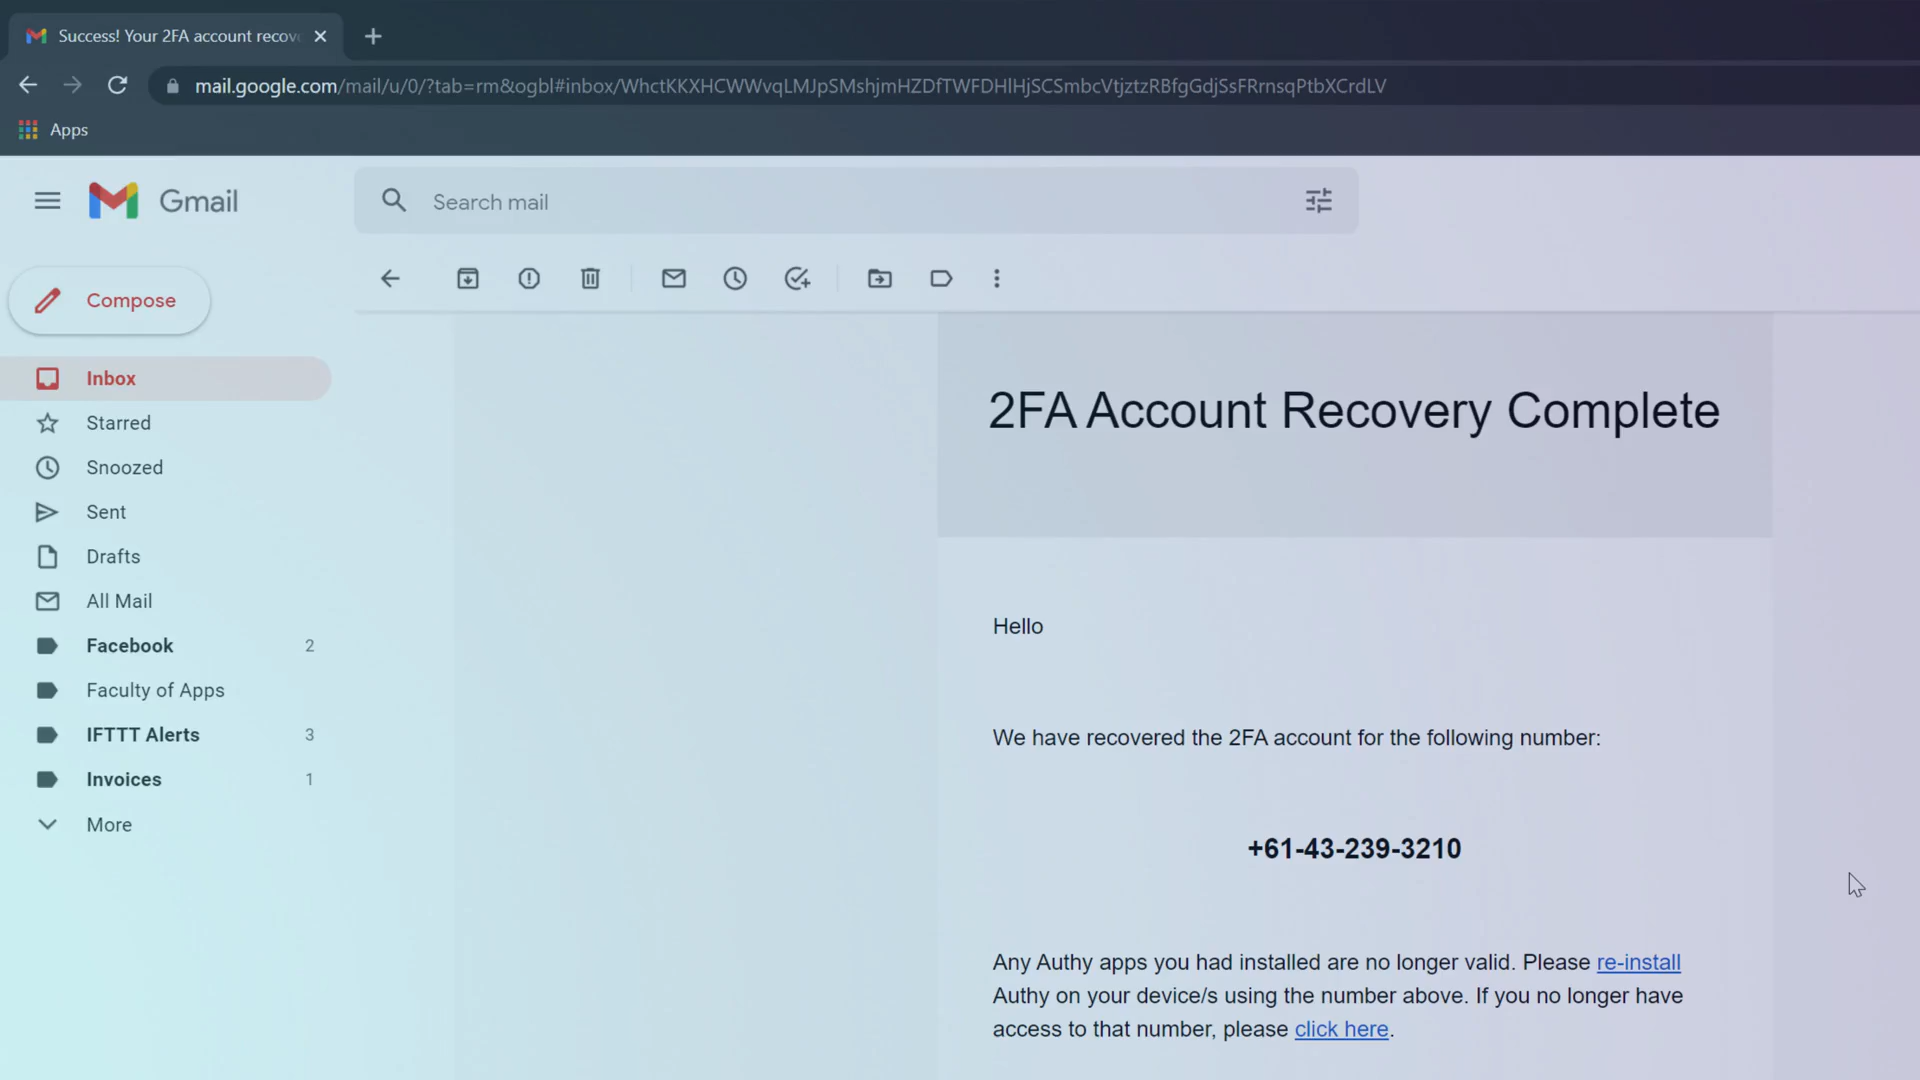 Success! Your 2FA account recov
mail.google.com/mail/u/0/?tab=rm&ogbl#inbox/WhctKKXHCWWvqLMJpSMshjmHZDfTWFDHlHjSCSmbcVtjztzRBfgGdjSsFRrnsqPtbXCrdLV
Apps
Gmail
Search mail
Compose
Inbox
Starred
Snoozed
Sent
Drafts
All Mail
Facebook 2
Faculty of Apps
IFTTT Alerts 3
Invoices 1
More
2FA Account Recovery Complete
Hello
We have recovered the 2FA account for the following number:
+61-43-239-3210
Any Authy apps you had installed are no longer valid. Please re-install
Authy on your device/s using the number above. If you no longer have
access to that number, please click here.